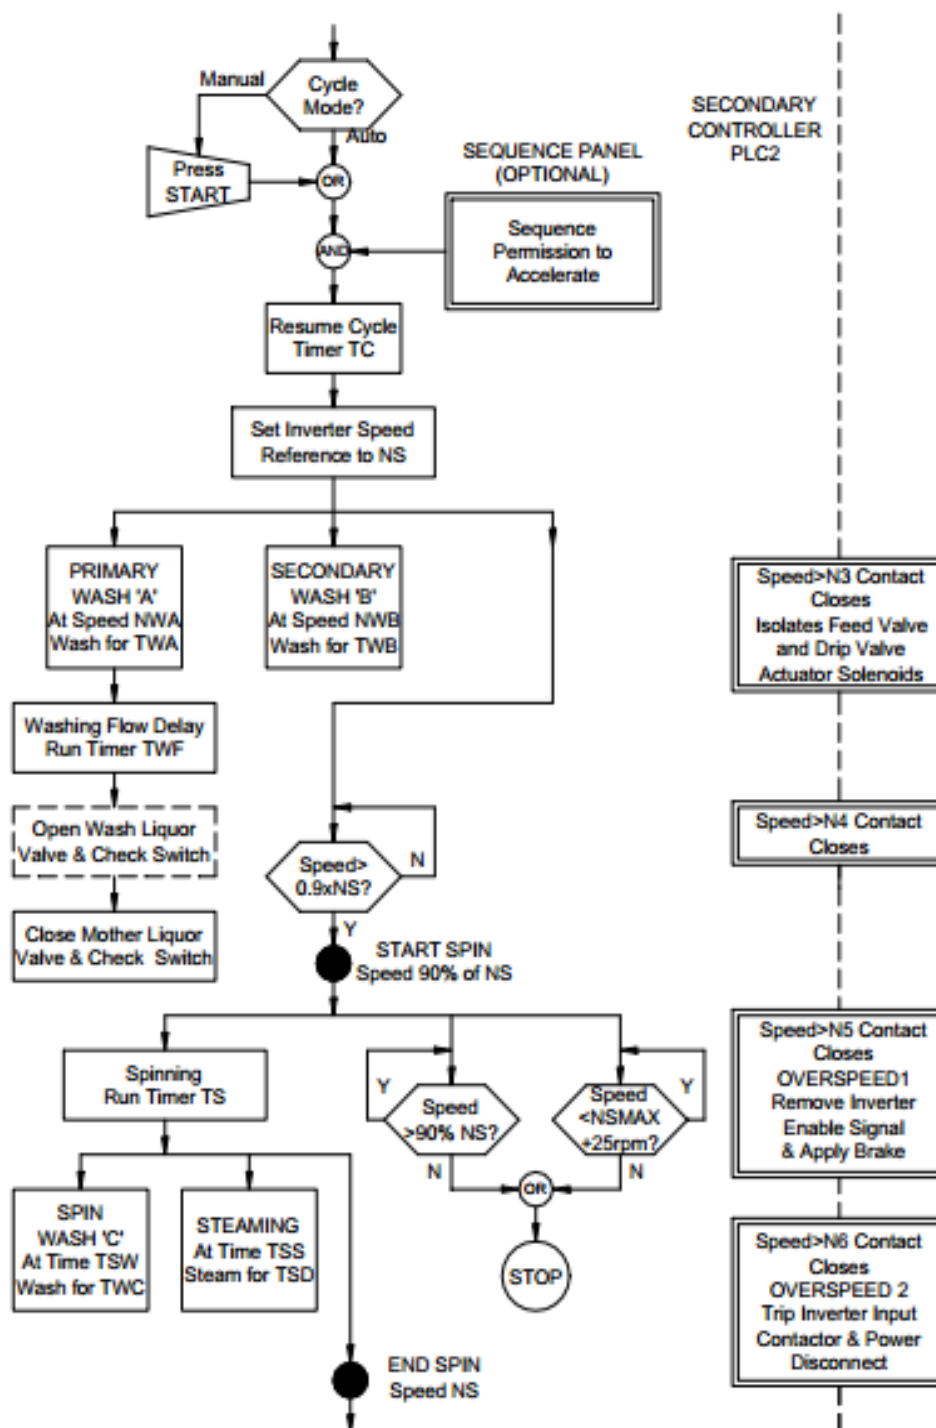 Manual
Cycle
Mode?
Auto
Press
START
OR
AND
SEQUENCE PANEL
(OPTIONAL)
Sequence
Permission to
Accelerate
SECONDARY
CONTROLLER
PLC2
Resume Cycle
Timer TC
Set Inverter Speed
Reference to NS
PRIMARY
WASH 'A'
At Speed NWA
Wash for TWA
SECONDARY
WASH 'B'
At Speed NWB
Wash for TWB
Speed>N3 Contact
Closes
Isolates Feed Valve
and Drip Valve
Actuator Solenoids
Washing Flow Delay
Run Timer TWF
Open Wash Liquor
Valve & Check Switch
Close Mother Liquor
Valve & Check Switch
Speed>
0.9xNS?
N
Y
Speed>N4 Contact
Closes
START SPIN
Speed 90% of NS
Spinning
Run Timer TS
Y
Speed
>90% NS?
N
Speed
<NSMAX
+25rpm?
Y
N
OR
STOP
Speed>N5 Contact
Closes
OVERSPEED1
Remove Inverter
Enable Signal
& Apply Brake
SPIN
WASH 'C'
At Time TSW
Wash for TWC
STEAMING
At Time TSS
Steam for TSD
Speed>N6 Contact
Closes
OVERSPEED 2
Trip Inverter Input
Contactor & Power
Disconnect
END SPIN
Speed NS